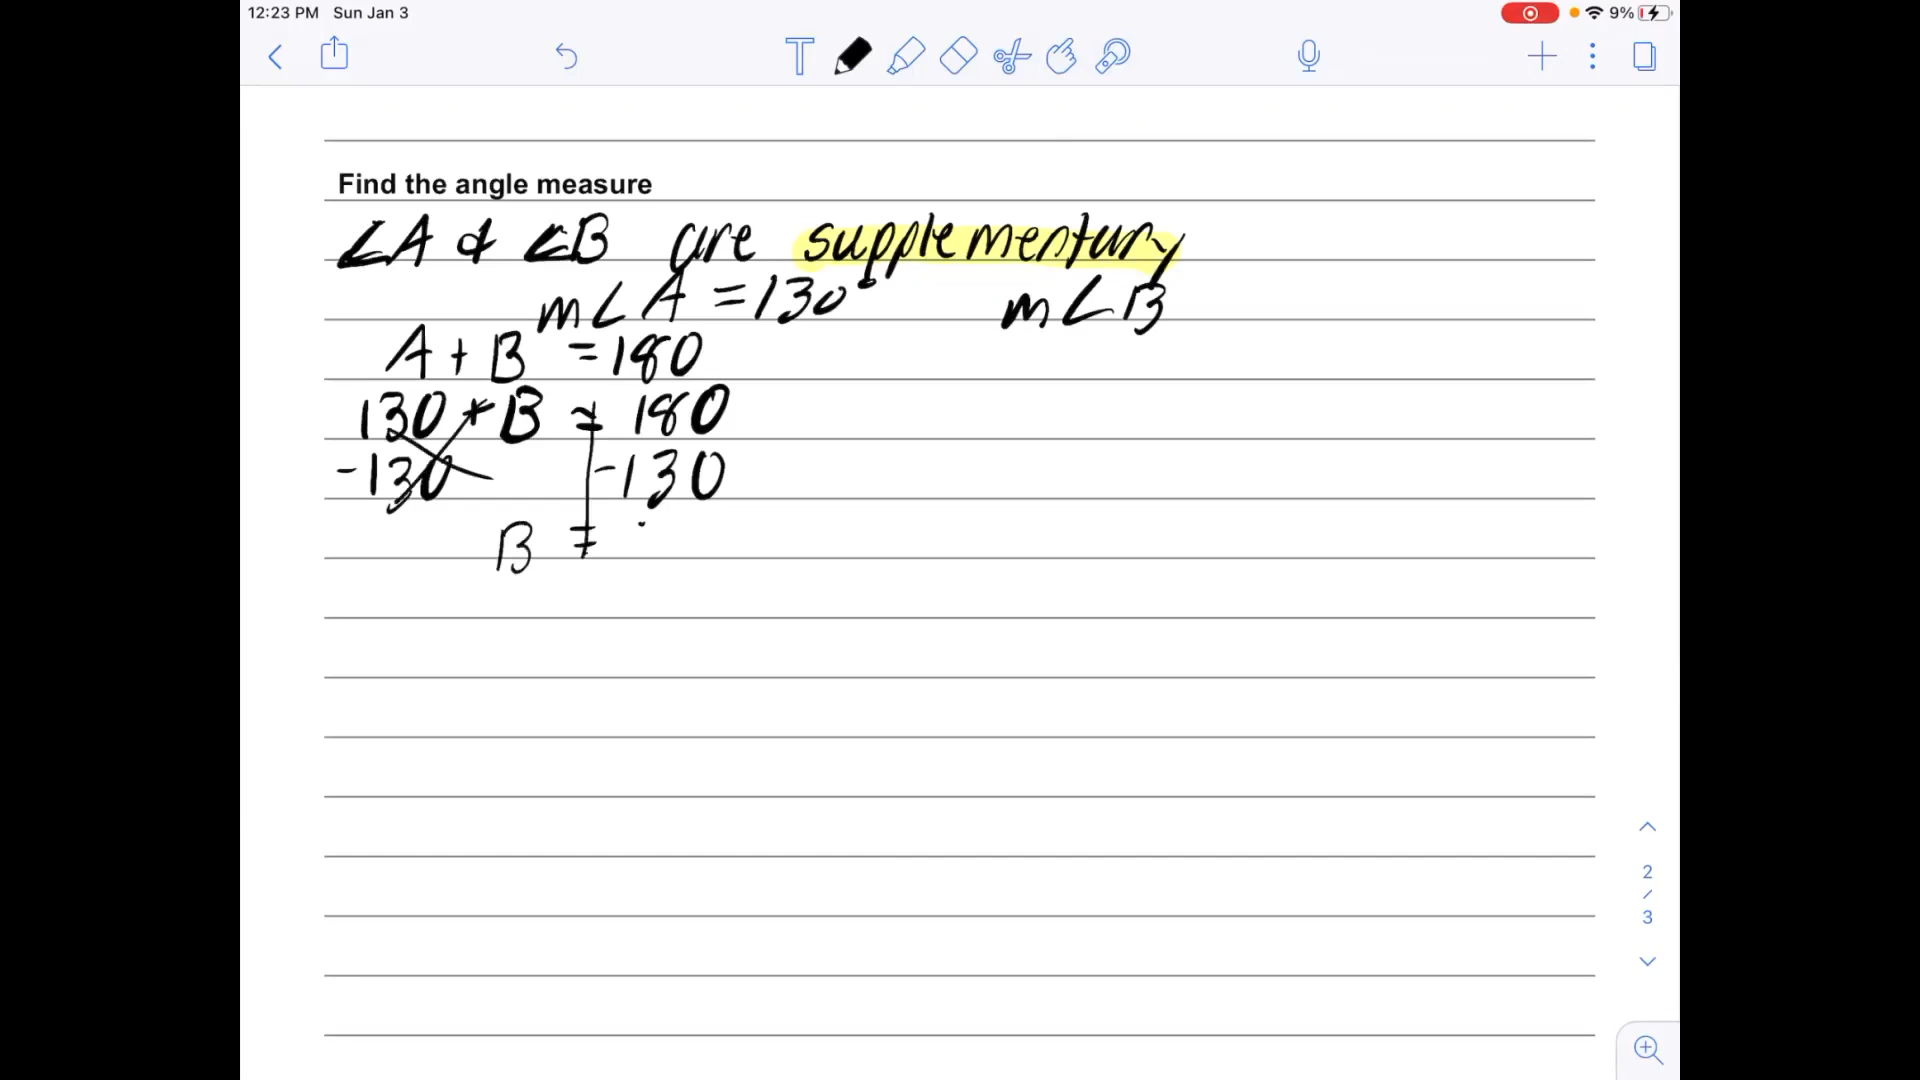 12:23 PM Sun Jan 3 9%
T
Find the angle measure
∠A & ∠B are supplementary
m∠A = 130° m∠B
A + B = 180
130 + B = 180
-130 -130
B =
2
/
3